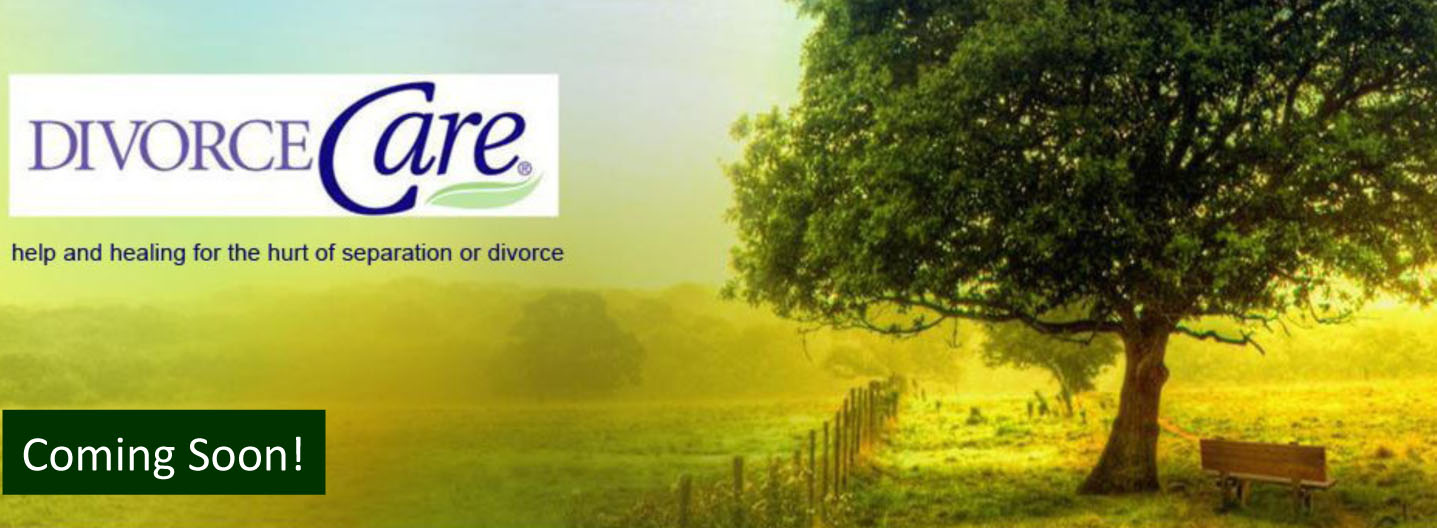 DIVORCECare®
help and healing for the hurt of separation or divorce
Coming Soon!